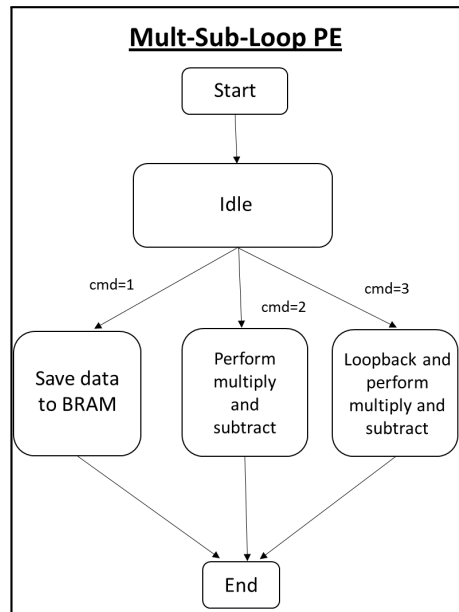 Mult-Sub-Loop PE
Start
Idle
cmd=1
cmd=2
cmd=3
Save data
to BRAM
Perform
multiply
and
subtract
Loopback and
perform
multiply and
subtract
End